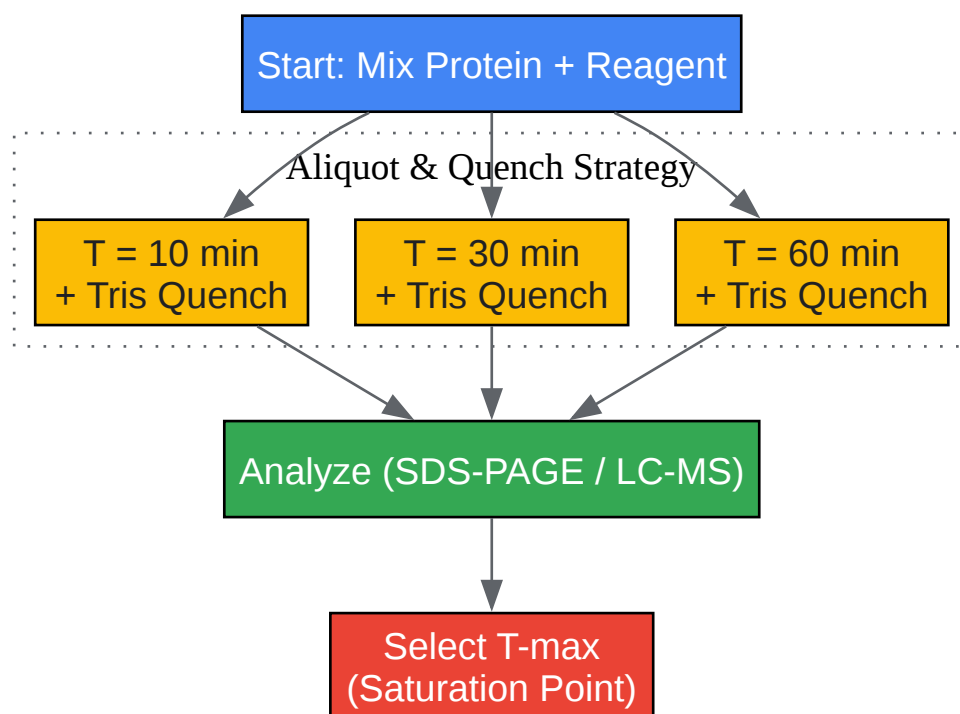 Start: Mix Protein + Reagent
Aliquot & Quench Strategy
T = 10 min
+ Tris Quench
T = 30 min
+ Tris Quench
T = 60 min
+ Tris Quench
Analyze (SDS-PAGE / LC-MS)
Select T-max
(Saturation Point)